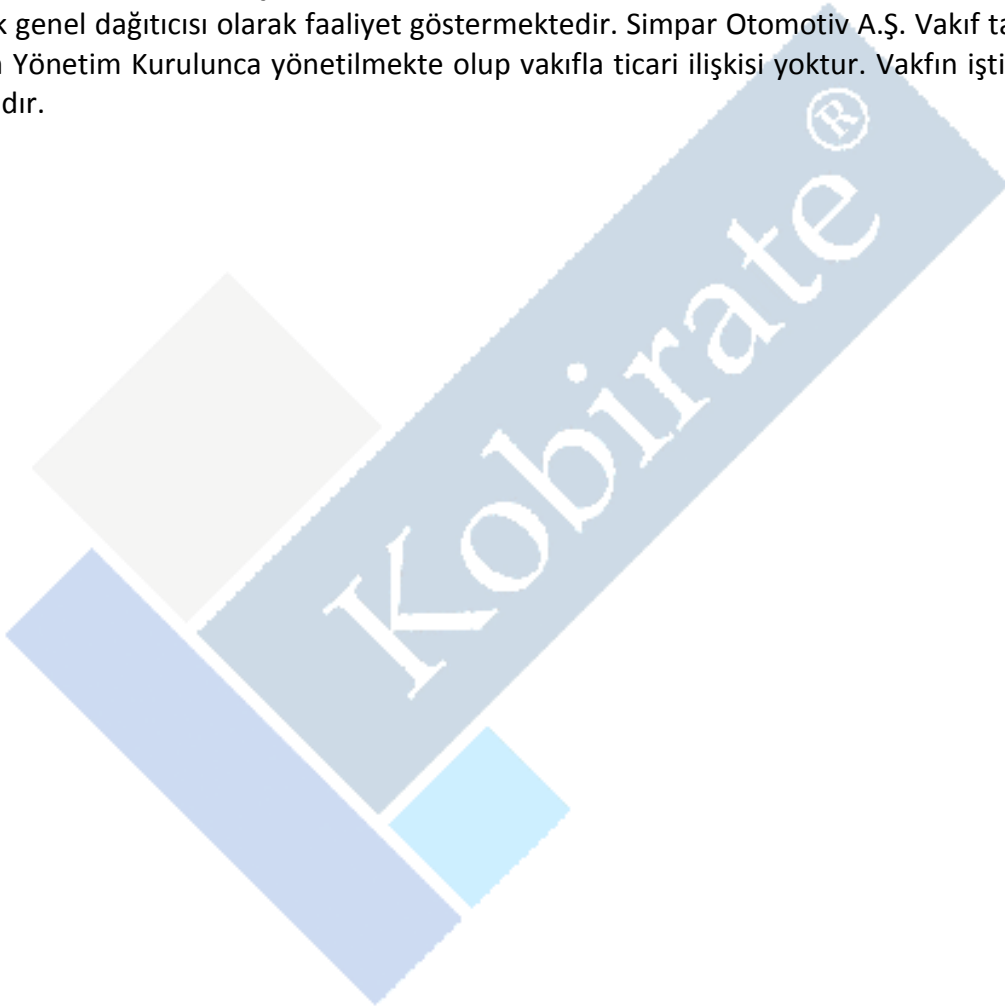 k genel dağıtıcısı olarak faaliyet göstermektedir. Simpar Otomotiv A.Ş. Vakıf ta
Yönetim Kurulunca yönetilmekte olup vakıfla ticari ilişkisi yoktur. Vakfın işti
dır.
Kobirate ®